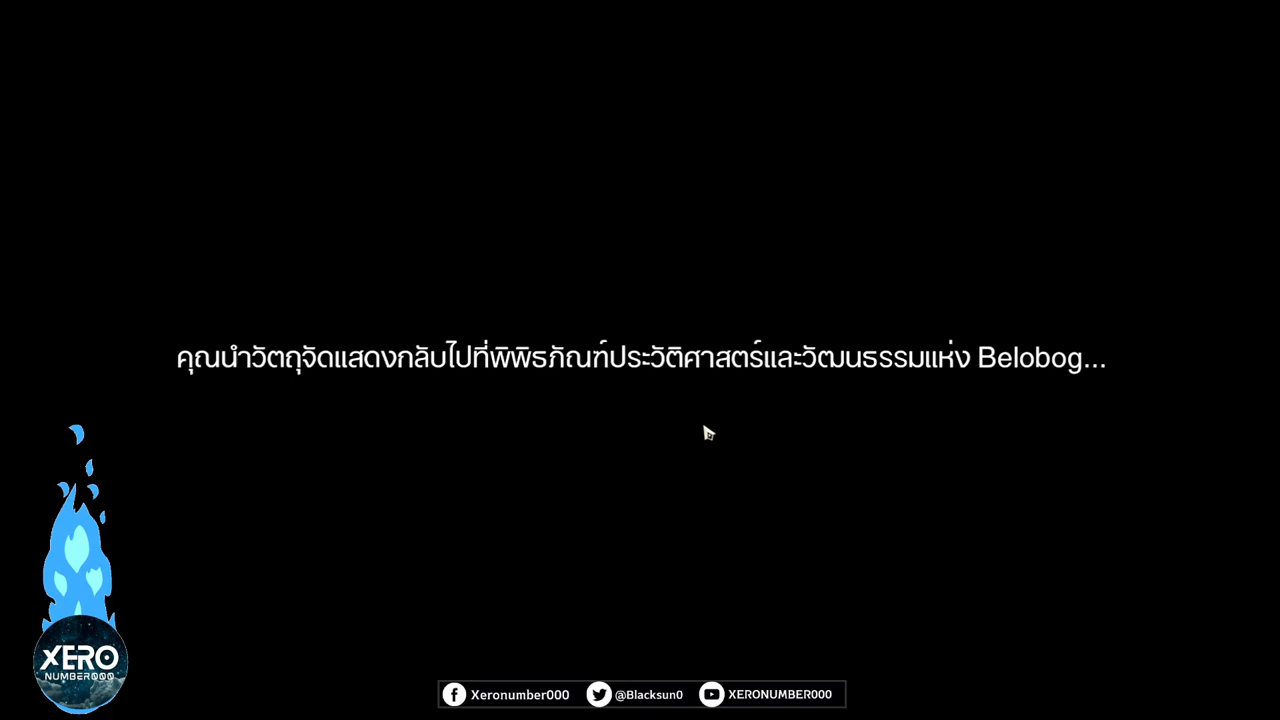 คุณนำวัตถุจัดแสดงกลับไปที่พิพิธภัณฑ์ประวัติศาสตร์และวัฒนธรรมแห่ง Belobog...
XERO
NUMBER000
Xeronumber000 @Blacksun0 XERONUMBER000